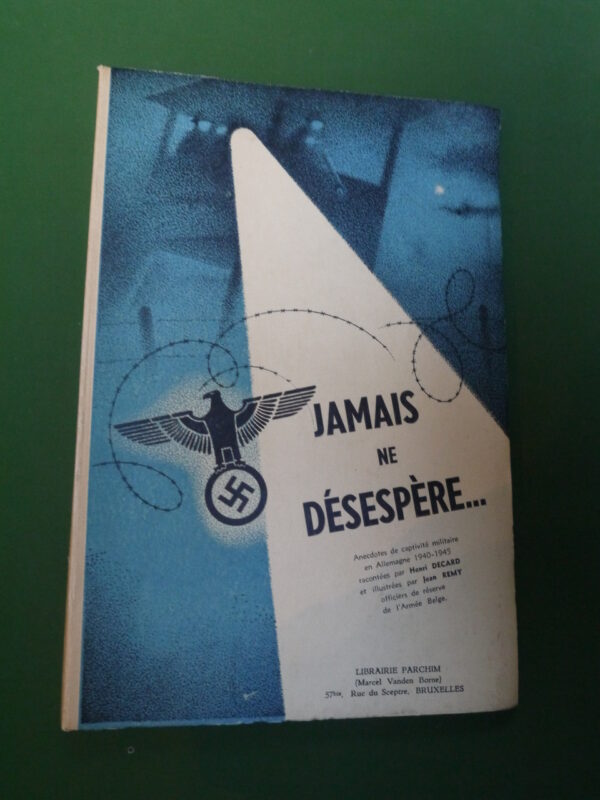 JAMAIS
NE
DÉSESPÈRE...
Anecdotes de captivité militaire
en Allemagne 1940-1945
racontées par Henri DECARD
et illustrées par Jean REMY
officiers de réserve
de l'Armée Belge.
LIBRAIRIE PARCHIM
(Marcel Vanden Borne)
57bis, Rue du Sceptre, BRUXELLES